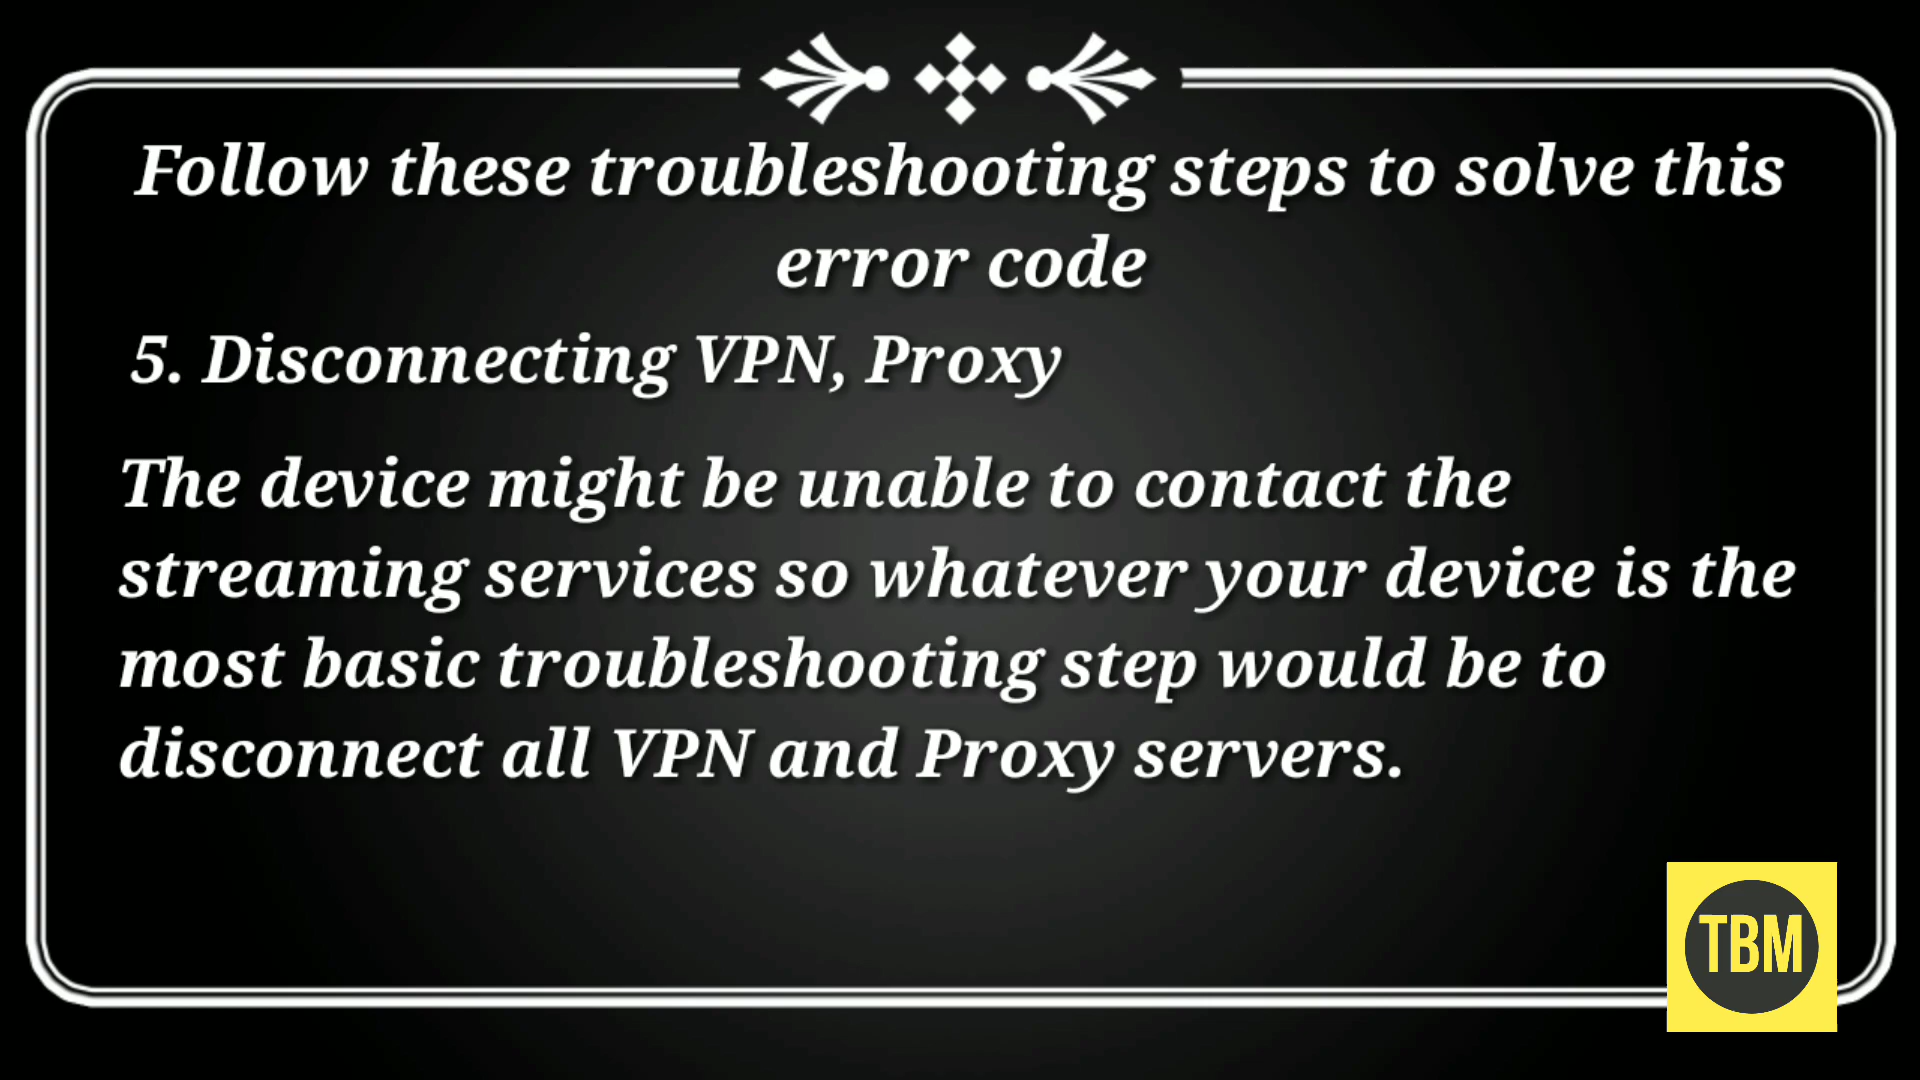 Follow these troubleshooting steps to solve this
error code
5. Disconnecting VPN, Proxy
The device might be unable to contact the
streaming services so whatever your device is the
most basic troubleshooting step would be to
disconnect all VPN and Proxy servers.
TBM